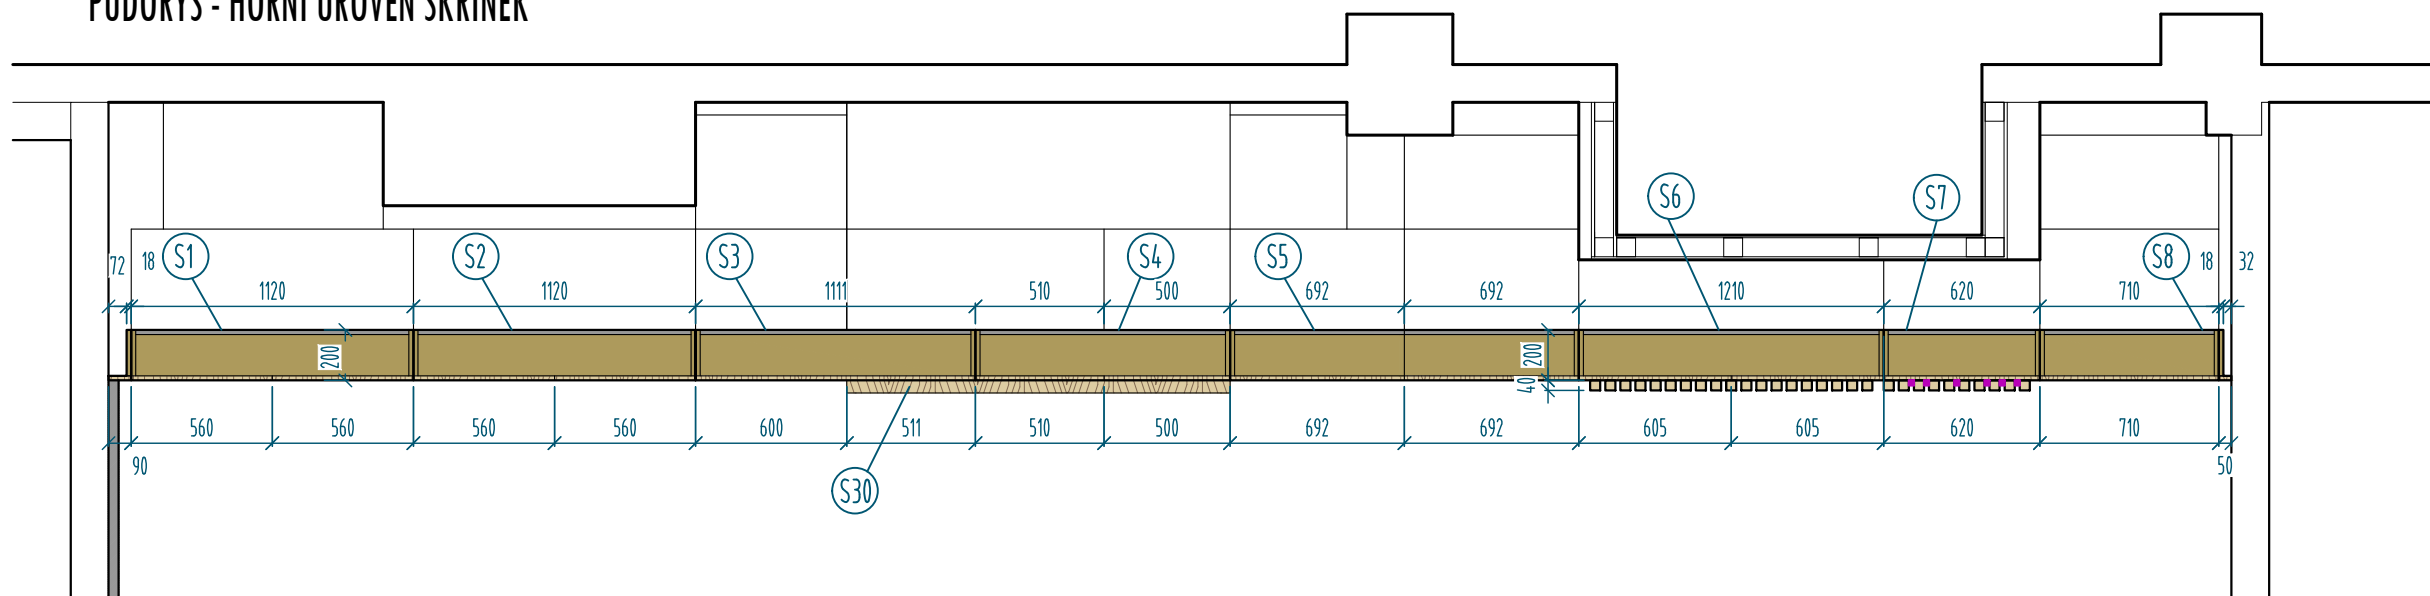 PŮDORYS - HORNÍ ÚROVEŇ SKŘÍNĚK
S6 S7
72 18 S1 S2 S3 S4 S5 S8 18 32
1120 1120 1111 510 500 692 692 1210 620 710
200 200
40
560 560 560 560 600 511 510 500 692 692 605 605 620 710
90 50
S30